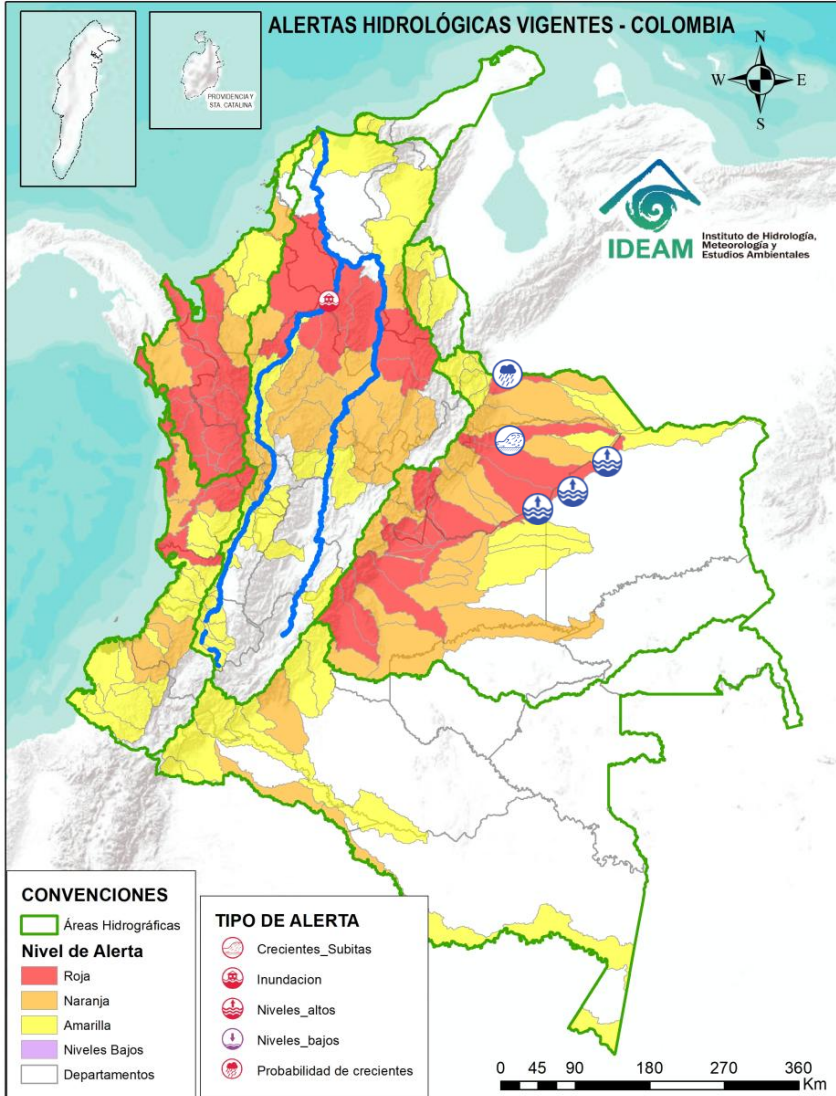 ALERTAS HIDROLÓGICAS VIGENTES - COLOMBIA
PROVIDENCIA Y
STA. CATALINA
N
W
E
S
IDEAM
Instituto de Hidrología,
Meteorología y
Estudios Ambientales
CONVENCIONES
Áreas Hidrográficas
Nivel de Alerta
Roja
Naranja
Amarilla
Niveles Bajos
Departamentos
TIPO DE ALERTA
Crecientes_Subitas
Inundacion
Niveles_altos
Niveles_bajos
Probabilidad de crecientes
0 45 90 180 270 360
Km